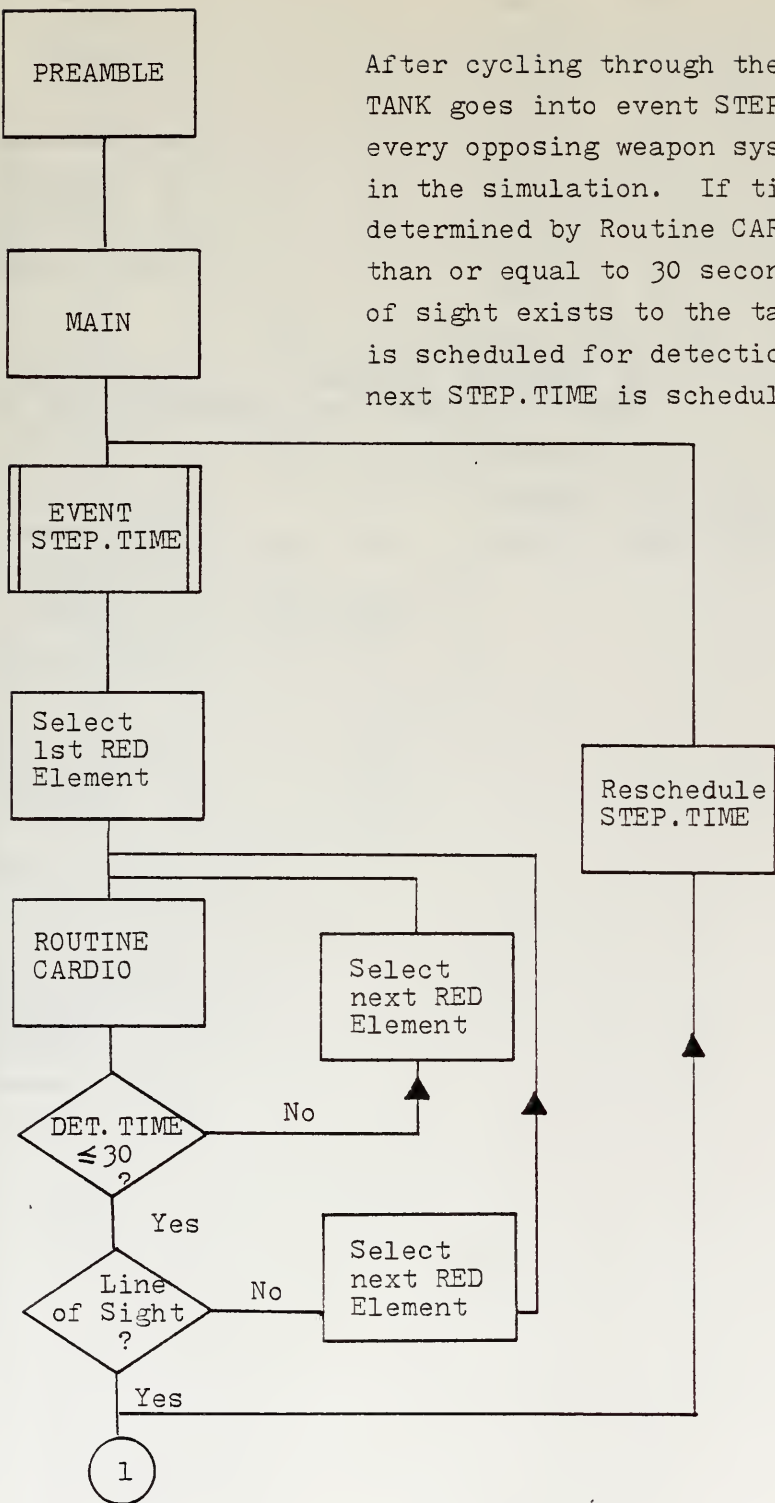 PREAMBLE
After cycling through the
TANK goes into event STEP
every opposing weapon sys
in the simulation. If ti
determined by Routine CAR
than or equal to 30 secon
of sight exists to the ta
is scheduled for detectio
next STEP.TIME is schedul
MAIN
EVENT
STEP.TIME
Select
1st RED
Element
Reschedule
STEP.TIME
ROUTINE
CARDIO
Select
next RED
Element
DET.TIME
≤30
?
No
Yes
Line
of Sight
?
No
Select
next RED
Element
Yes
1